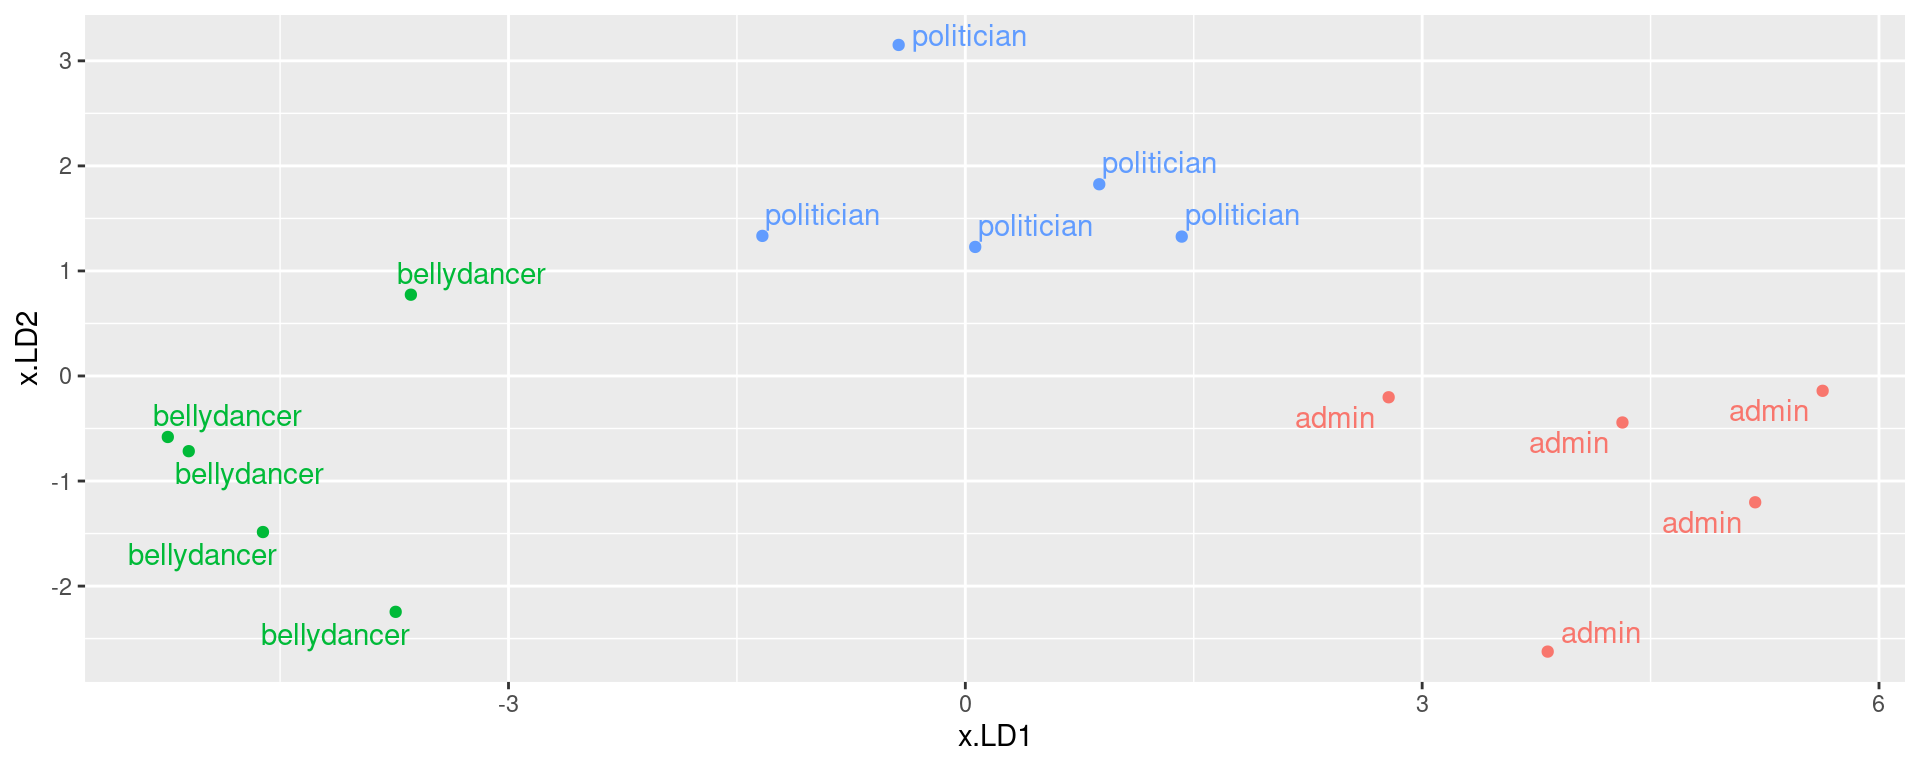 politician
3
politician
2
politician
politician
politician
bellydancer
1
x.LD2
0
bellydancer
admin
admin
admin
bellydancer
-1
admin
bellydancer
-2
bellydancer
admin
-3
0
3
6
x.LD1